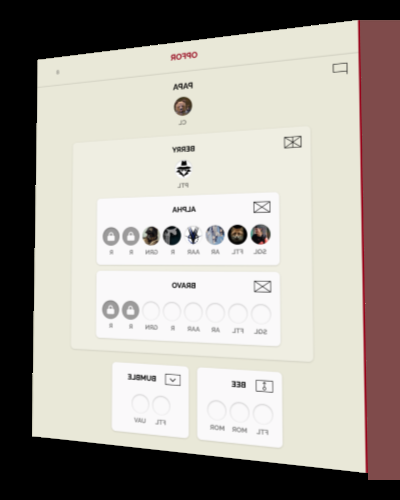 OPFOR
PAPA
CL
BERRY
FTL
ALPHA
SQL FTL AR AAR R GRN R R
BRAVO
SQL FTL AR AAR R GRN R R
BEE
FTL MOR MOR
BUMBLE
FTL UAV